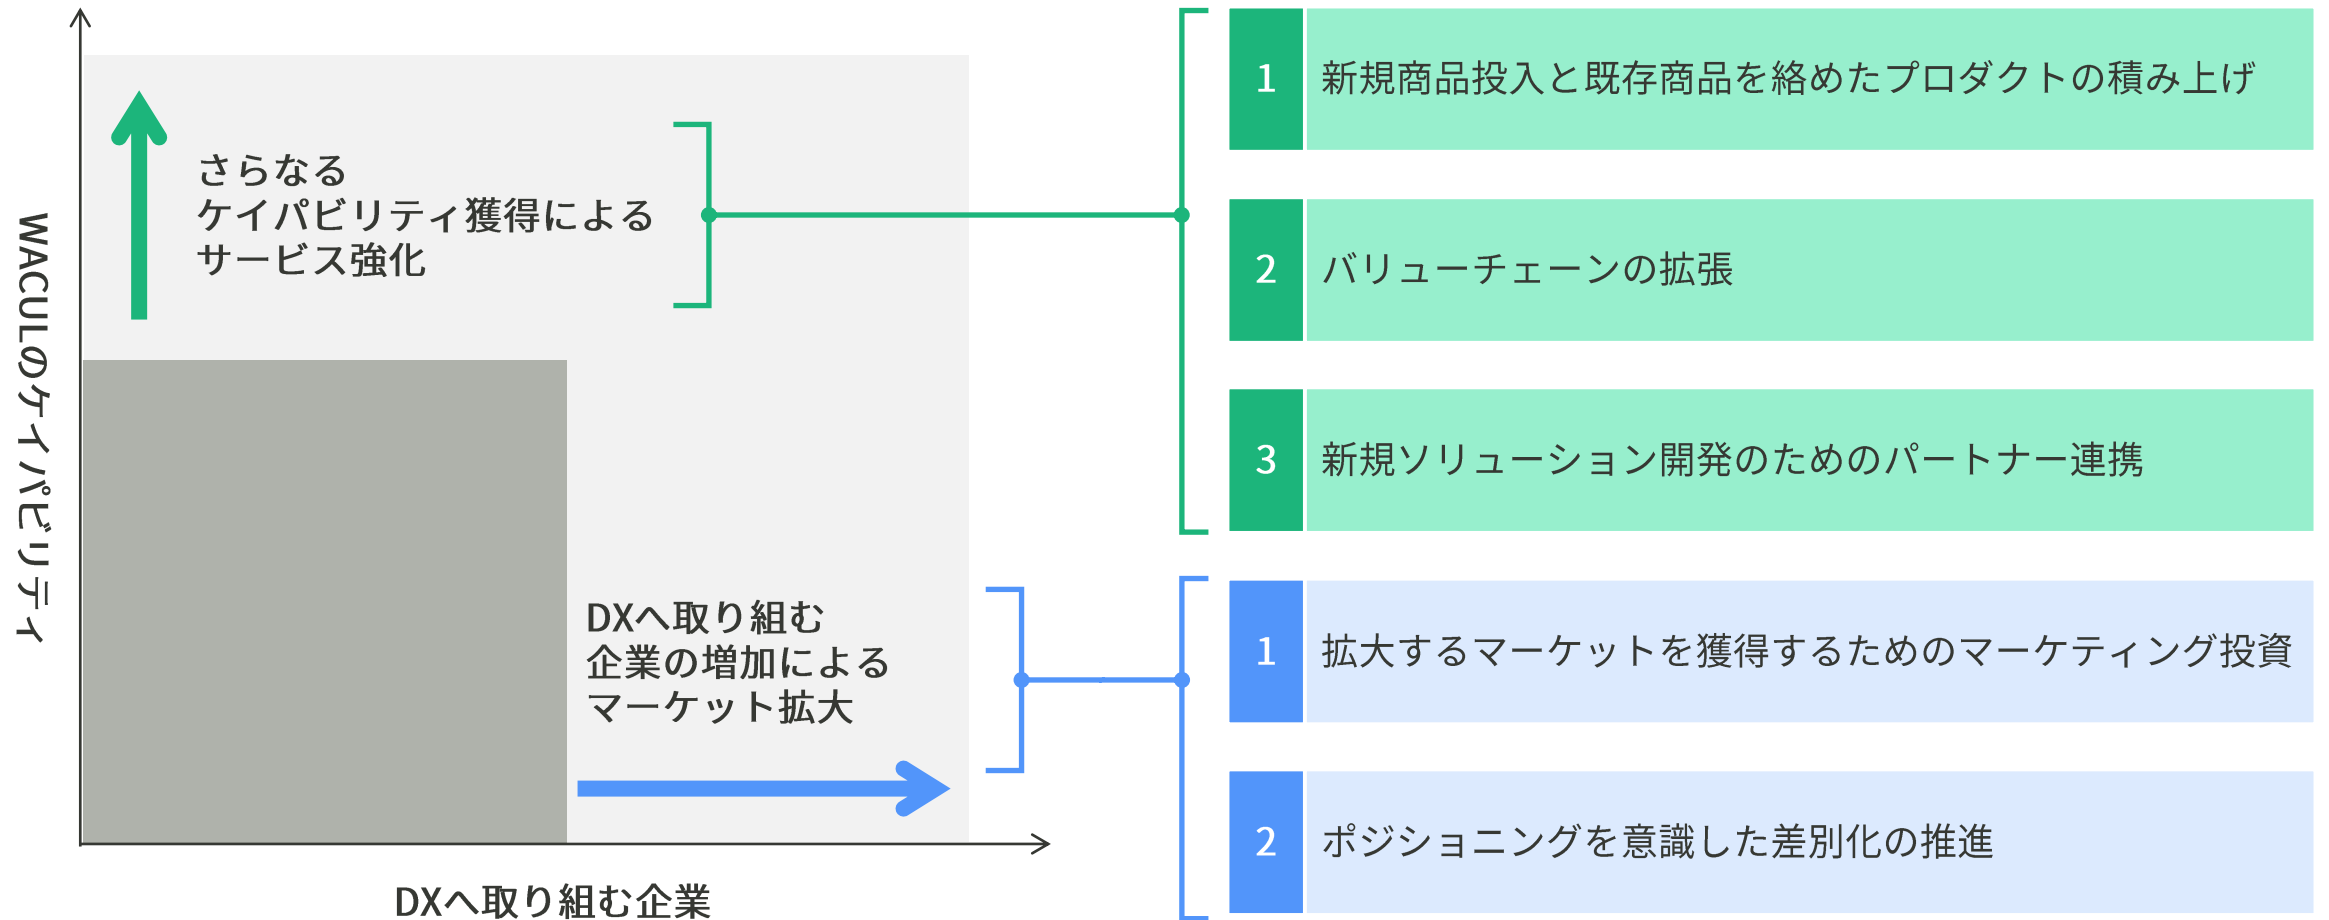 WACULのケイパビリティ
さらなる
ケイパビリティ獲得による
サービス強化
DXへ取り組む
企業の増加による
マーケット拡大
DXへ取り組む企業
1 新規商品投入と既存商品を絡めたプロダクトの積み上げ
2 バリューチェーンの拡張
3 新規ソリューション開発のためのパートナー連携
1 拡大するマーケットを獲得するためのマーケティング投資
2 ポジショニングを意識した差別化の推進